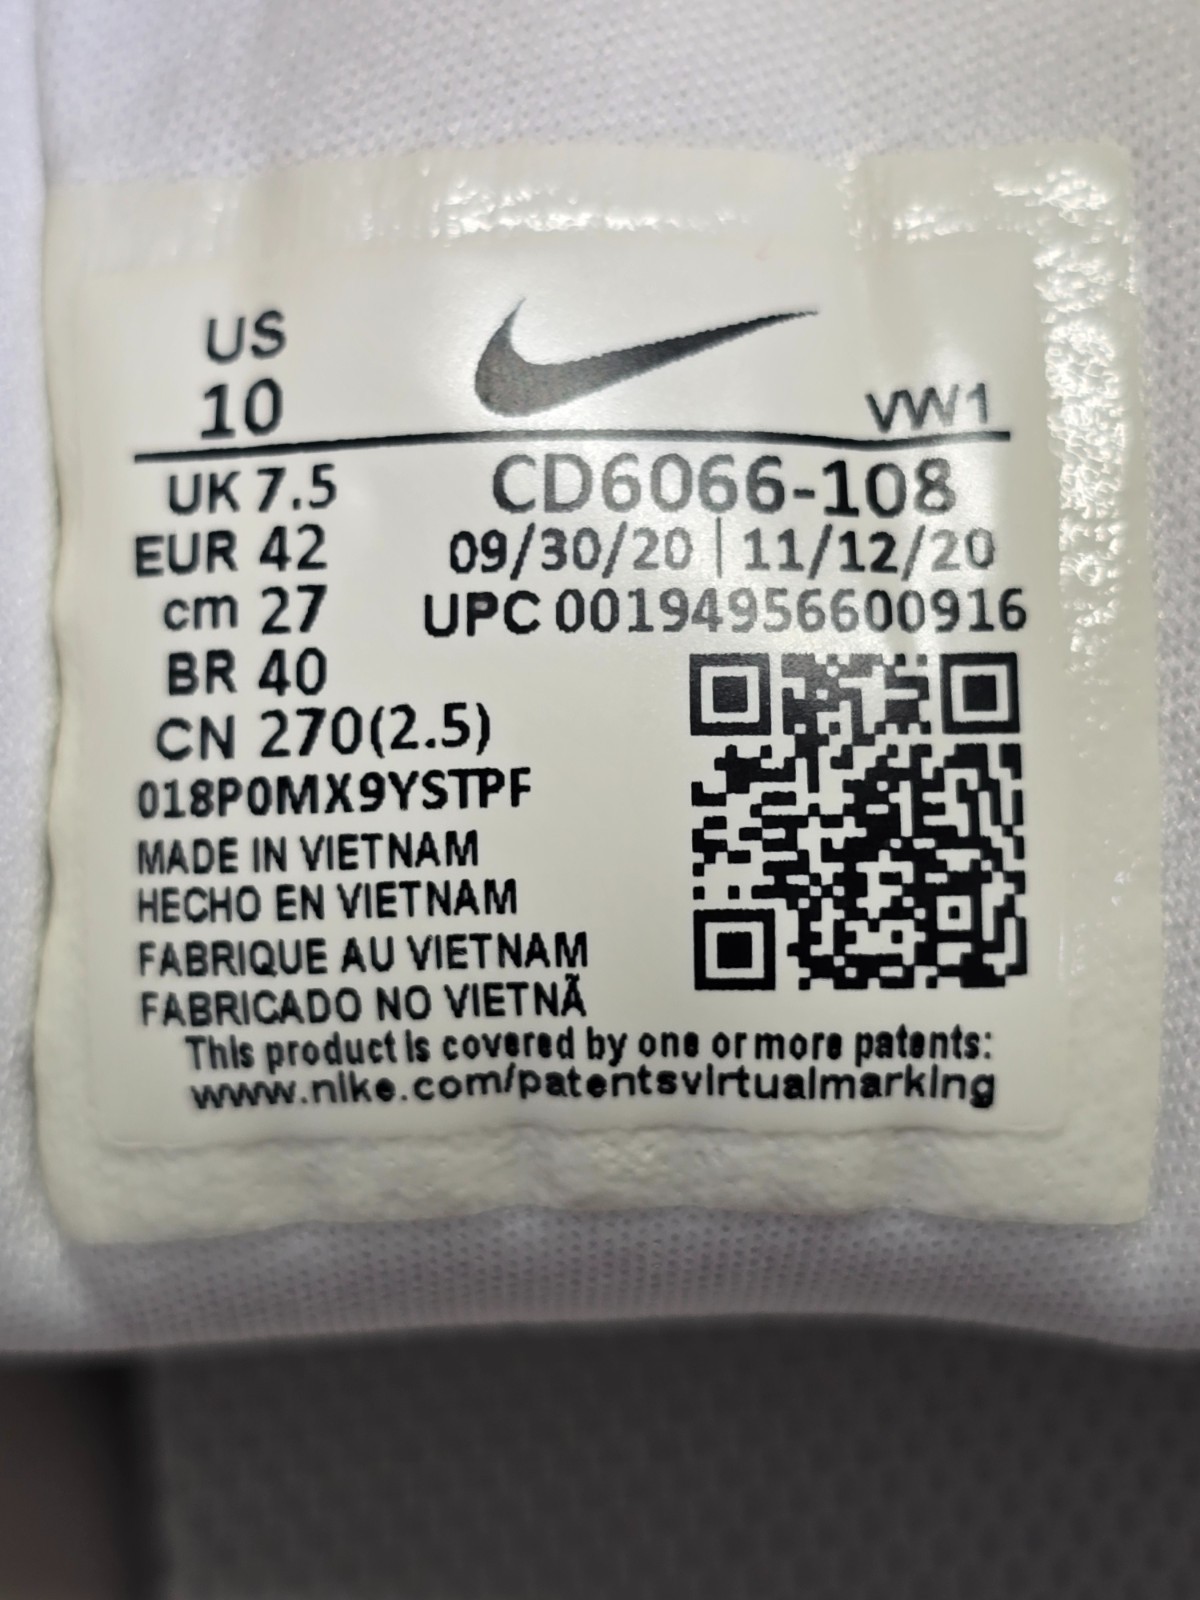 US
10
VW1
UK 7.5
CD6066-108
EUR 42
09/30/20 | 11/12/20
cm 27
UPC 00194956600916
BR 40
CN 270(2.5)
018P0MX9YSTPF
MADE IN VIETNAM
HECHO EN VIETNAM
FABRIQUE AU VIETNAM
FABRICADO NO VIETNÃ
This product is covered by one or more patents:
www.nike.com/patentsvirtualmarking